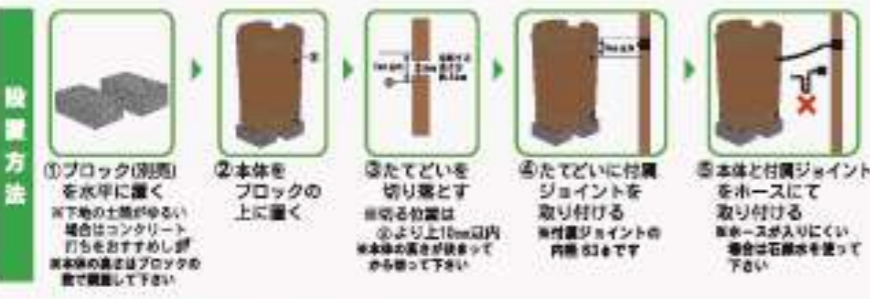 設置方法
①ブロック(別売)
を水平に置く
※下地の土類がゆるい
場合はコンクリート
打ちをおすすめします
※本体の高さはブロックの
数で調整して下さい
②本体を
ブロックの
上に置く
③たてどいを
切り落とす
※切る位置は
より上10cm以内
※本体の高さが決まって
から切って下さい
④たてどいに付属
ジョイントを
取り付ける
※付属ジョイントの
内径 63φです
⑤本体と付属ジョイント
をホースにて
取り付ける
※ホースが入りにくい
場合は石鹸水を使って
下さい